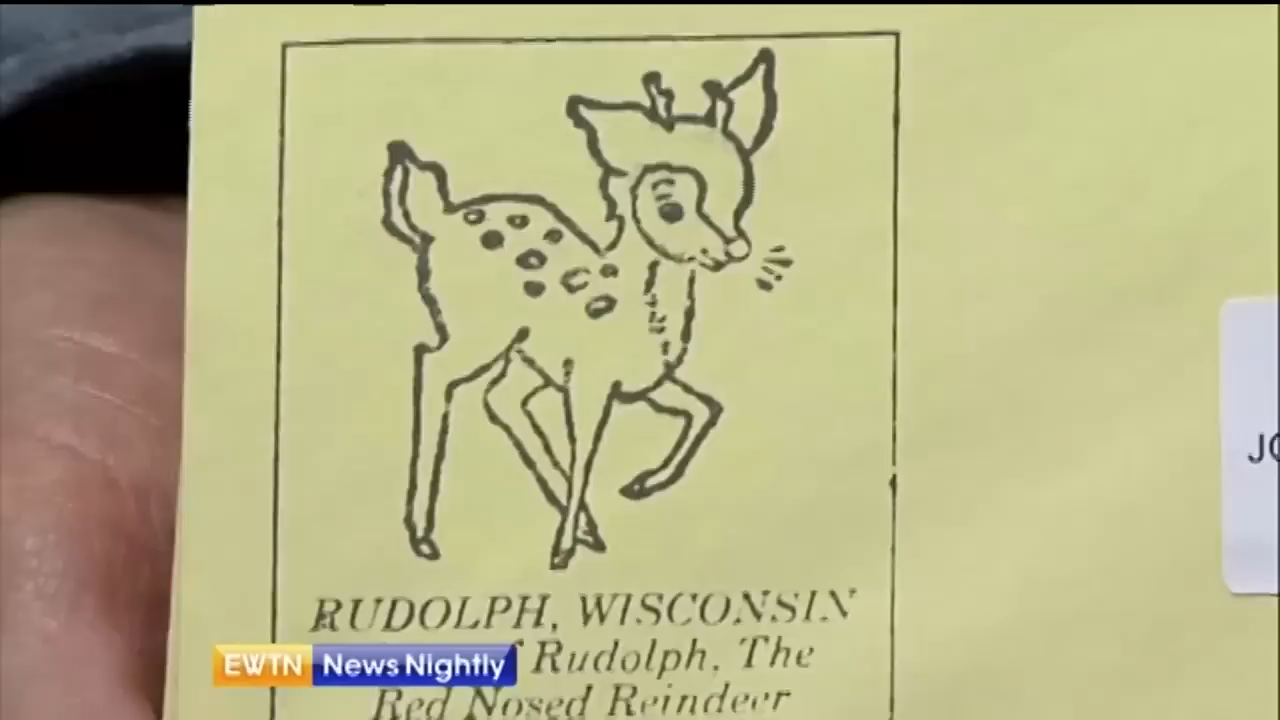 RUDOLPH, WISCONSIN
Rudolph, The
Red Nosed Reindeer
EWTN News Nightly